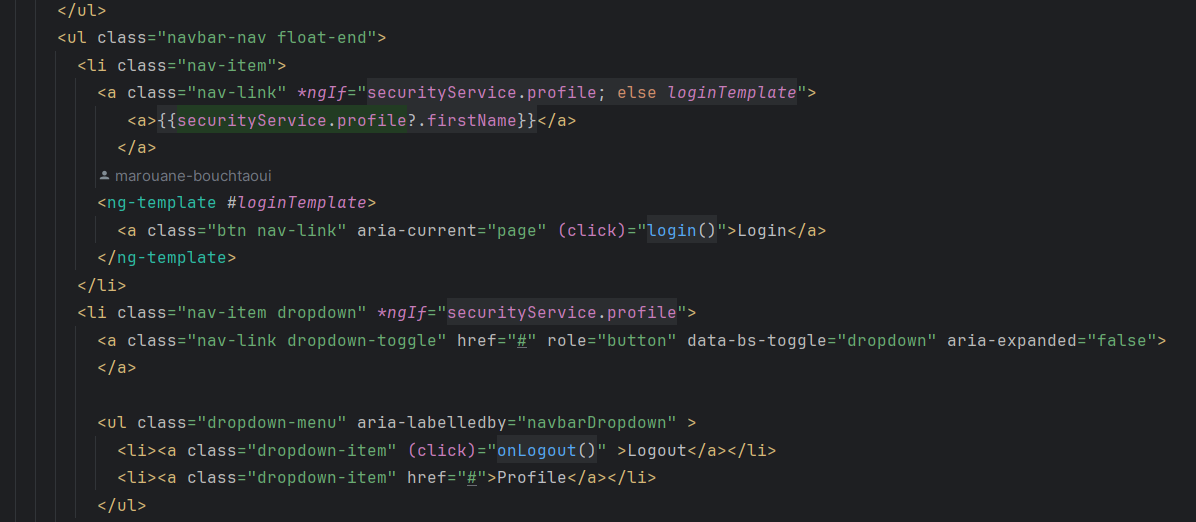 </ul>
<ul class="navbar-nav float-end">
<li class="nav-item">
<a class="nav-link" *ngIf="securityService.profile; else loginTemplate">
<a>{{securityService.profile?.firstName}}</a>
</a>
marouane-bouchtaoui
<ng-template #loginTemplate>
<a class="btn nav-link" aria-current="page" (click)="login()">Login</a>
</ng-template>
</li>
<li class="nav-item dropdown" *ngIf="securityService.profile">
<a class="nav-link dropdown-toggle" href="#" role="button" data-bs-toggle="dropdown" aria-expanded="false">
</a>
<ul class="dropdown-menu" aria-labelledby="navbarDropdown" >
<li><a class="dropdown-item" (click)="onLogout()" >Logout</a></li>
<li><a class="dropdown-item" href="#">Profile</a></li>
</ul>